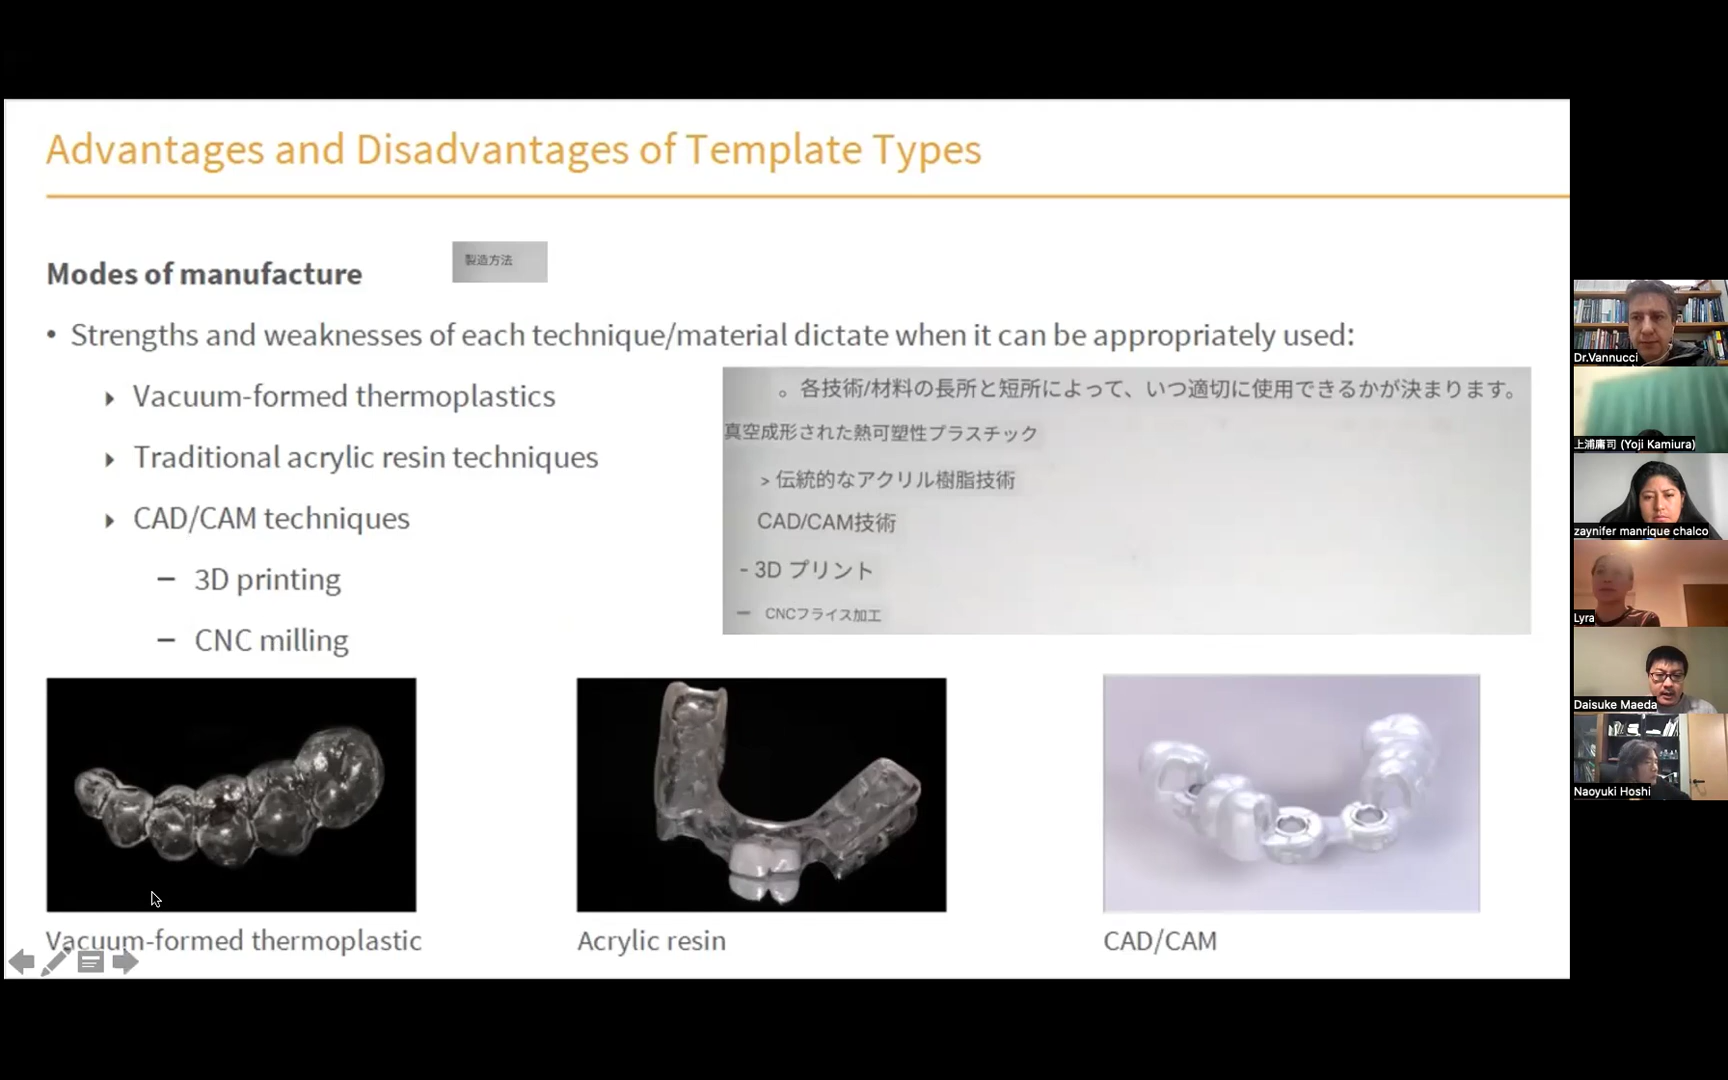 Advantages and Disadvantages of Template Types
Modes of manufacture
製造方法
• Strengths and weaknesses of each technique/material dictate when it can be appropriately used:
Vacuum-formed thermoplastics
Traditional acrylic resin techniques
CAD/CAM techniques
– 3D printing
– CNC milling
。各技術/材料の長所と短所によって、いつ適切に使用できるかが決まります。
真空成形された熱可塑性プラスチック
> 伝統的なアクリル樹脂技術
CAD/CAM技術
- 3D プリント
— CNCフライス加工
Vacuum-formed thermoplastic
Acrylic resin
CAD/CAM
Dr.Vannucci
上浦庸司 (Yoji Kamiura)
zaynifer manrique chalco
Lyra
Daisuke Maeda
Naoyuki Hoshi